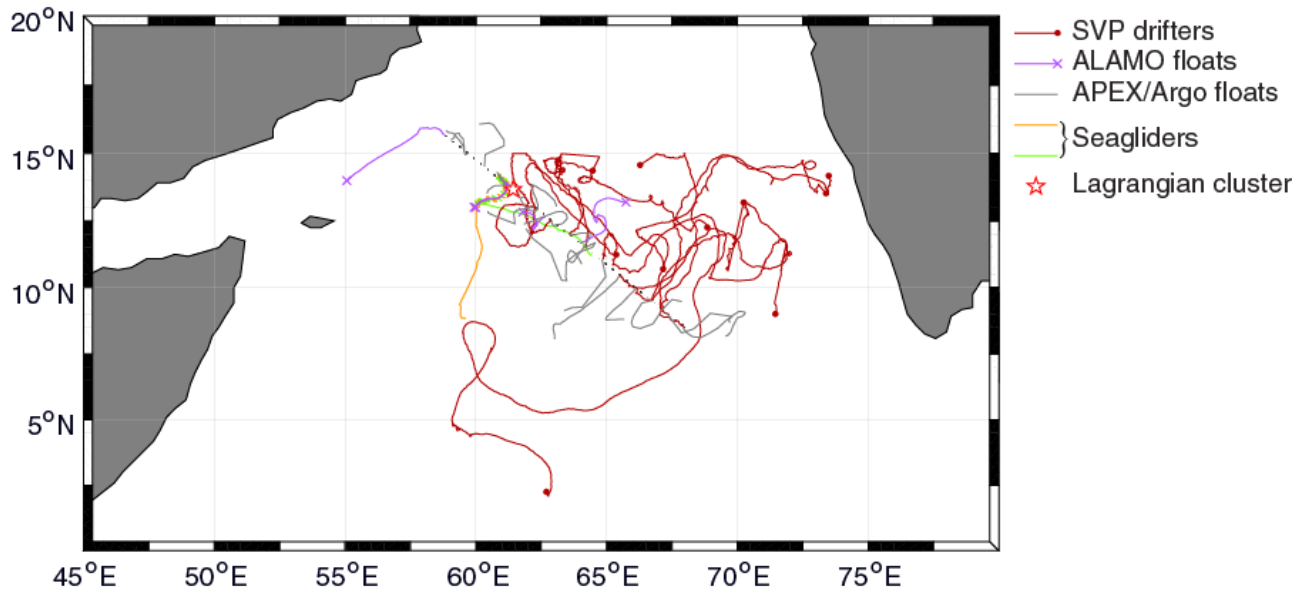 20°N
15°N
10°N
5°N
45°E
50°E
55°E
60°E
65°E
70°E
75°E
SVP drifters
ALAMO floats
APEX/Argo floats
Seagliders
Lagrangian cluster